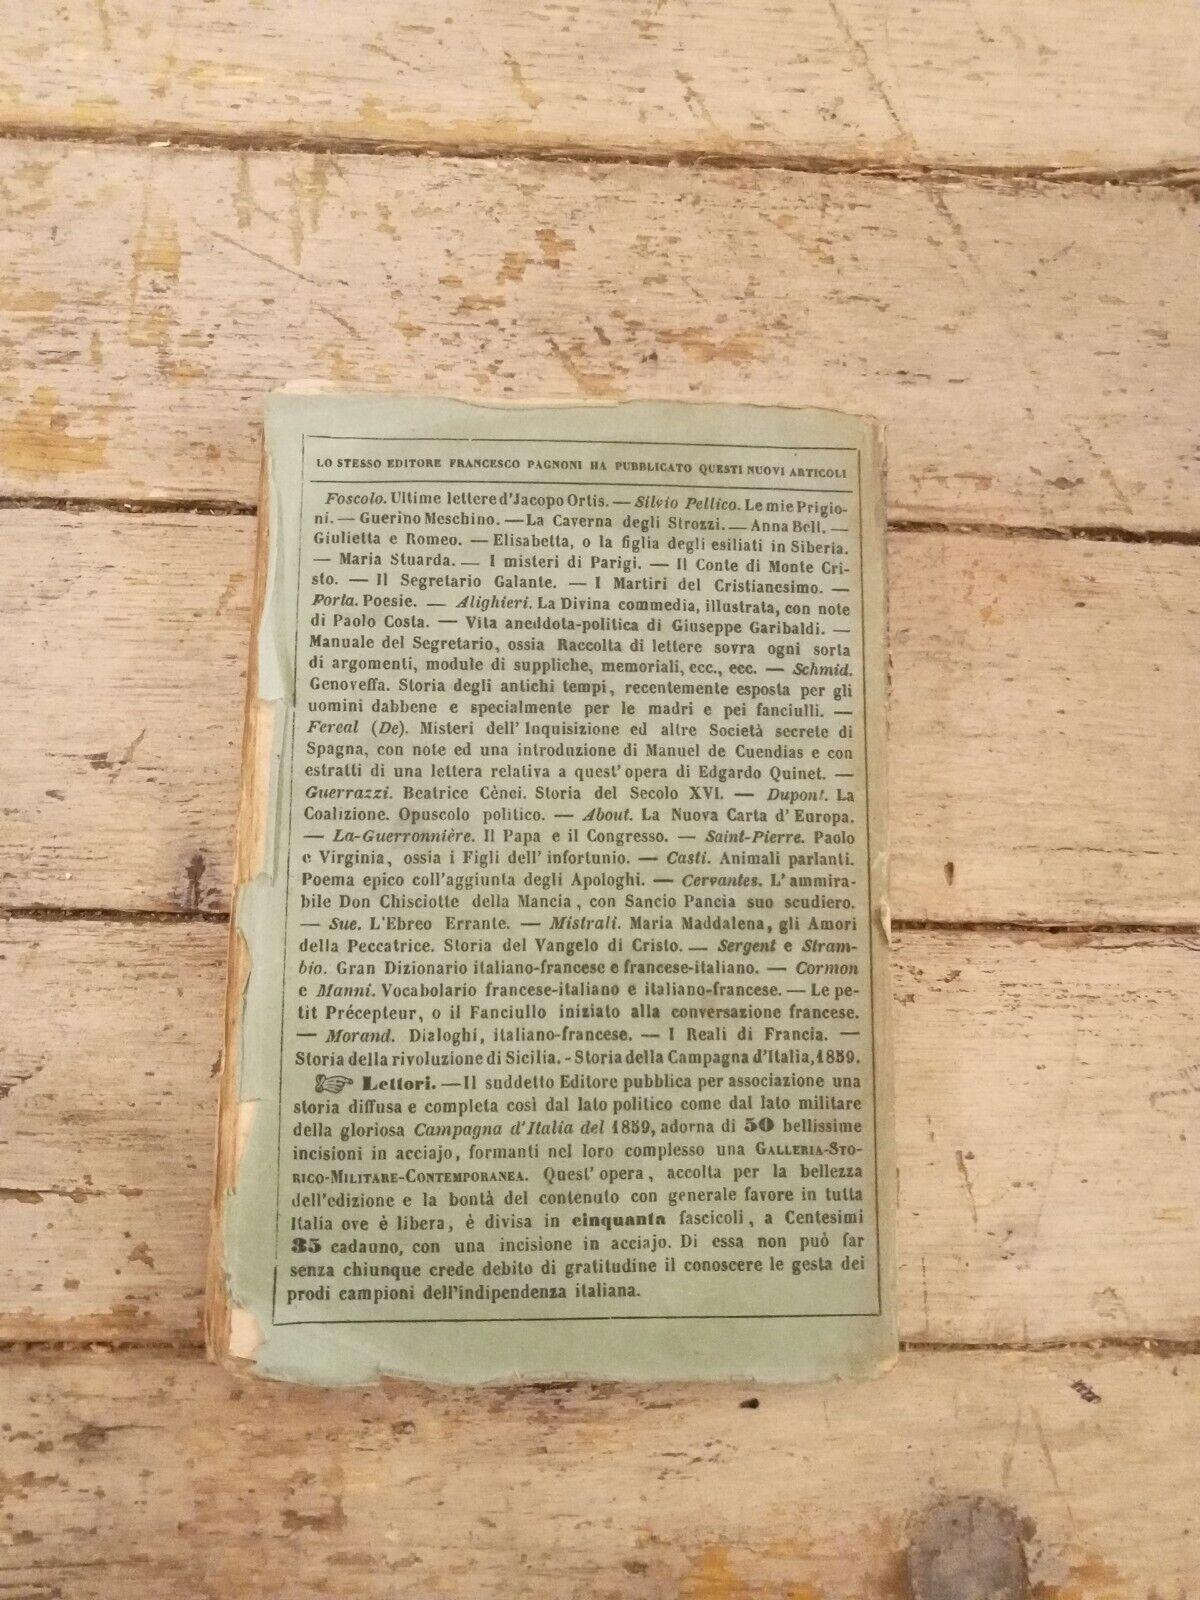 LO STESSO EDITORE FRANCESCO PAGNONI HA PUBBLICATO QUESTI NUOVI ARTICOLI
Foscolo. Ultime lettere d'Jacopo Ortis. — Silvio Pellico. Le mie Prigio-
ni. — Guerino Meschino. — La Caverna degli Strozzi. — Anna Bell. —
Giulietta e Romeo. — Elisabetta, o la figlia degli esiliati in Siberia.
— Maria Stuarda. — I misteri di Parigi. — Il Conte di Monte Cri-
sto. — Il Segretario Galante. — I Martiri del Cristianesimo. —
Porta. Poesie. — Alighieri. La Divina commedia, illustrata, con note
di Paolo Costa. — Vita aneddota-politica di Giuseppe Garibaldi. —
Manuale del Segretario, ossia Raccolta di lettere sovra ogni sorta
di argomenti, module di suppliche, memoriali, ecc., ecc. — Schmid.
Genoveffa. Storia degli antichi tempi, recentemente esposta per gli
uomini dabbene e specialmente per le madri e pei fanciulli. —
Fereal (De). Misteri dell'Inquisizione ed altre Società secrete di
Spagna, con note ed una introduzione di Manuel de Cuendias e con
estratti di una lettera relativa a quest'opera di Edgardo Quinet. —
Guerrazzi. Beatrice Cènci. Storia del Secolo XVI. — Dupont. La
Coalizione. Opuscolo politico. — About. La Nuova Carta d'Europa.
— La-Guerronnière. Il Papa e il Congresso. — Saint-Pierre. Paolo
e Virginia, ossia i Figli dell'infortunio. — Casti. Animali parlanti.
Poema epico coll'aggiunta degli Apologhi. — Cervantes. L'ammira-
bile Don Chisciotte della Mancia, con Sancio Pancia suo scudiero.
— Sue. L'Ebreo Errante. — Mistrali. Maria Maddalena, gli Amori
della Peccatrice. Storia del Vangelo di Cristo. — Sergent e Stram-
bio. Gran Dizionario italiano-francese e francese-italiano. — Cormon
e Manni. Vocabolario francese-italiano e italiano-francese. — Le pe-
tit Précepteur, o il Fanciullo iniziato alla conversazione francese.
— Morand. Dialoghi, italiano-francese. — I Reali di Francia. —
Storia della rivoluzione di Sicilia. - Storia della Campagna d'Italia, 1859.
☞ Lettori. — Il suddetto Editore pubblica per associazione una
storia diffusa e completa così dal lato politico come dal lato militare
della gloriosa Campagna d'Italia del 1859, adorna di 50 bellissime
incisioni in acciajo, formanti nel loro complesso una GALLERIA-STO-
RICO-MILITARE-CONTEMPORANEA. Quest'opera, accolta per la bellezza
dell'edizione e la bontà del contenuto con generale favore in tutta
Italia ove è libera, è divisa in cinquanta fascicoli, a Centesimi
35 cadauno, con una incisione in acciajo. Di essa non può far
senza chiunque crede debito di gratitudine il conoscere le gesta dei
prodi campioni dell'indipendenza italiana.